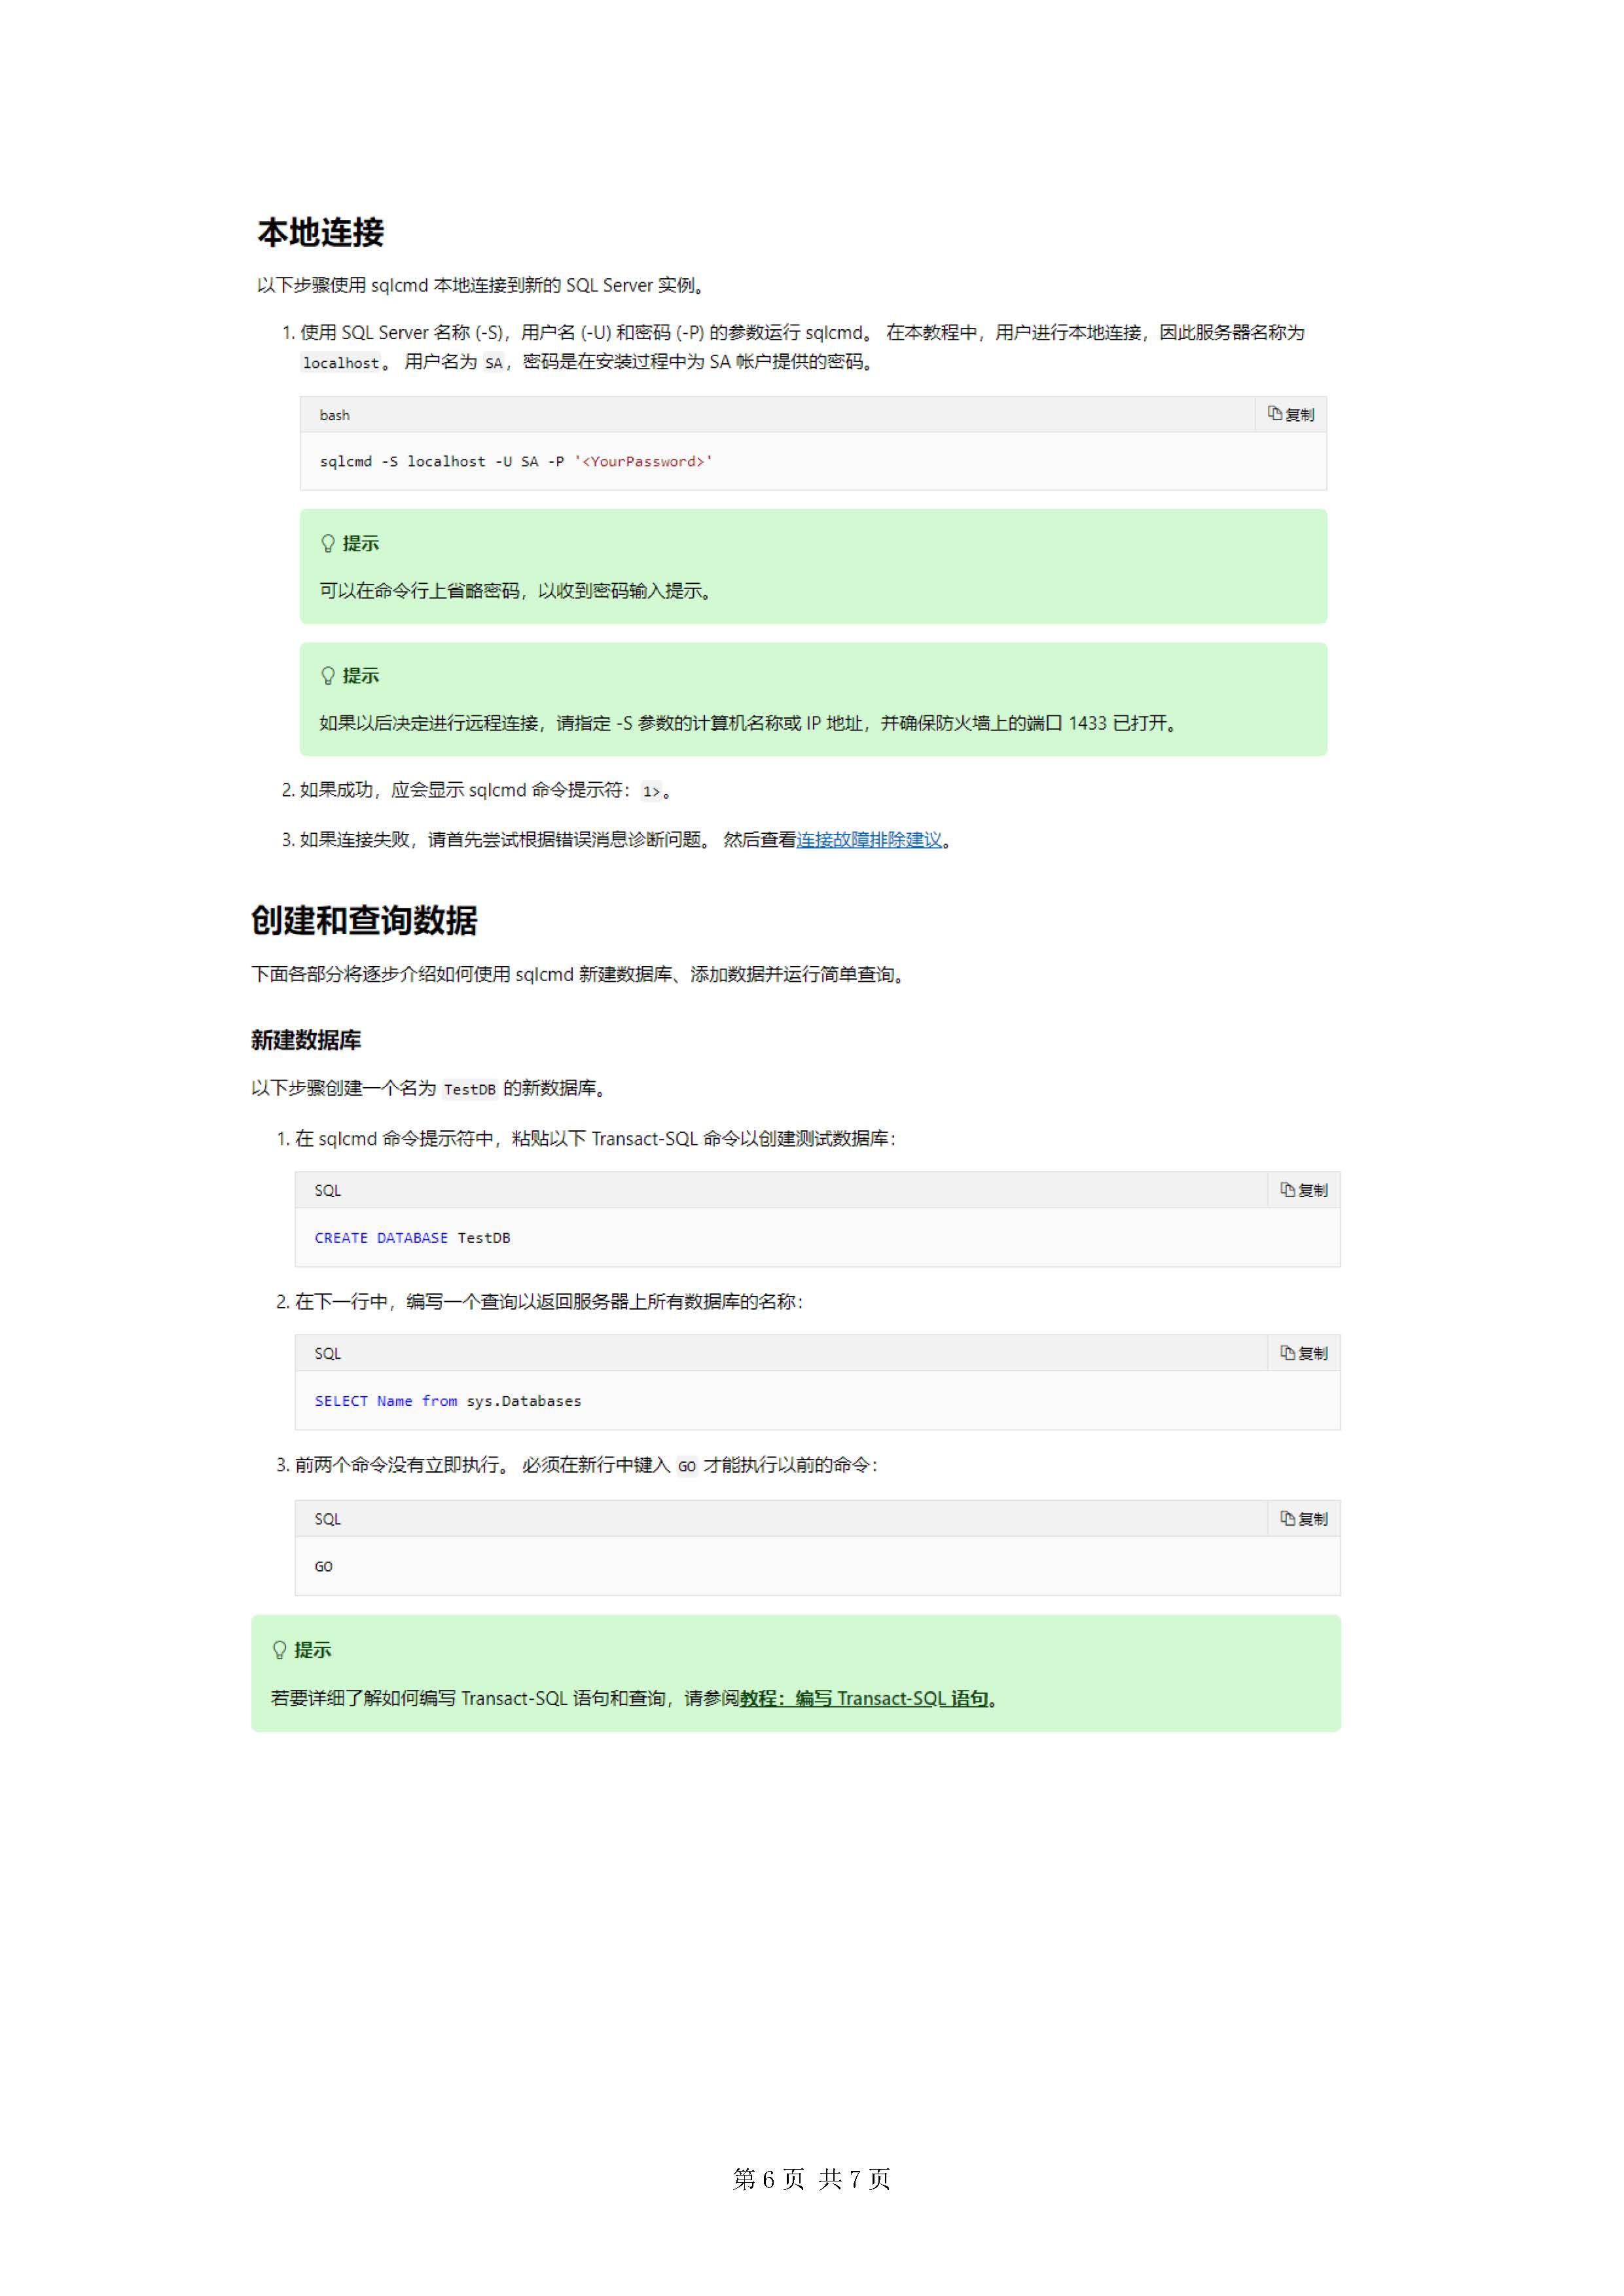 本地连接
以下步骤使用 sqlcmd 本地连接到新的 SQL Server 实例。
1. 使用 SQL Server 名称 (-S)，用户名 (-U) 和密码 (-P) 的参数运行 sqlcmd。 在本教程中，用户进行本地连接，因此服务器名称为
localhost。 用户名为 SA，密码是在安装过程中为 SA 帐户提供的密码。
bash 复制
sqlcmd -S localhost -U SA -P '<YourPassword>'
提示
可以在命令行上省略密码，以收到密码输入提示。
提示
如果以后决定进行远程连接，请指定 -S 参数的计算机名称或 IP 地址，并确保防火墙上的端口 1433 已打开。
2. 如果成功，应会显示 sqlcmd 命令提示符：1>。
3. 如果连接失败，请首先尝试根据错误消息诊断问题。 然后查看连接故障排除建议。
创建和查询数据
下面各部分将逐步介绍如何使用 sqlcmd 新建数据库、添加数据并运行简单查询。
新建数据库
以下步骤创建一个名为 TestDB 的新数据库。
1. 在 sqlcmd 命令提示符中，粘贴以下 Transact-SQL 命令以创建测试数据库：
SQL 复制
CREATE DATABASE TestDB
2. 在下一行中，编写一个查询以返回服务器上所有数据库的名称：
SQL 复制
SELECT Name from sys.Databases
3. 前两个命令没有立即执行。 必须在新行中键入 GO 才能执行以前的命令：
SQL 复制
GO
提示
若要详细了解如何编写 Transact-SQL 语句和查询，请参阅教程：编写 Transact-SQL 语句。
第 6 页 共 7 页